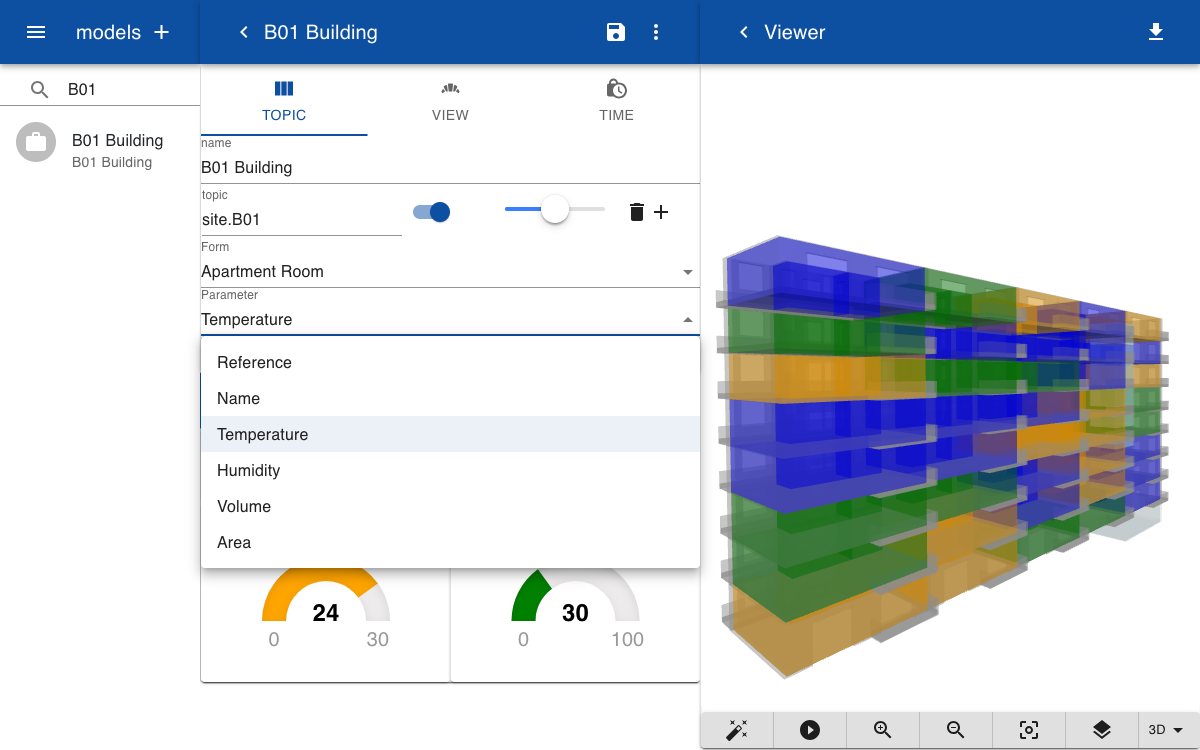 models
B01 Building
Viewer
B01
B01 Building
B01 Building
TOPIC
VIEW
TIME
name
B01 Building
topic
site.B01
Form
Apartment Room
Parameter
Temperature
Reference
Name
Temperature
Humidity
Volume
Area
24
0
30
30
0
100
3D